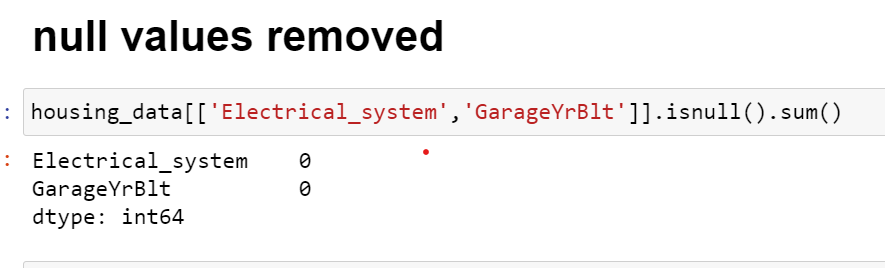 null values removed
: housing_data[['Electrical_system','GarageYrBlt']].isnull().sum()
: Electrical_system    0
GarageYrBlt          0
dtype: int64